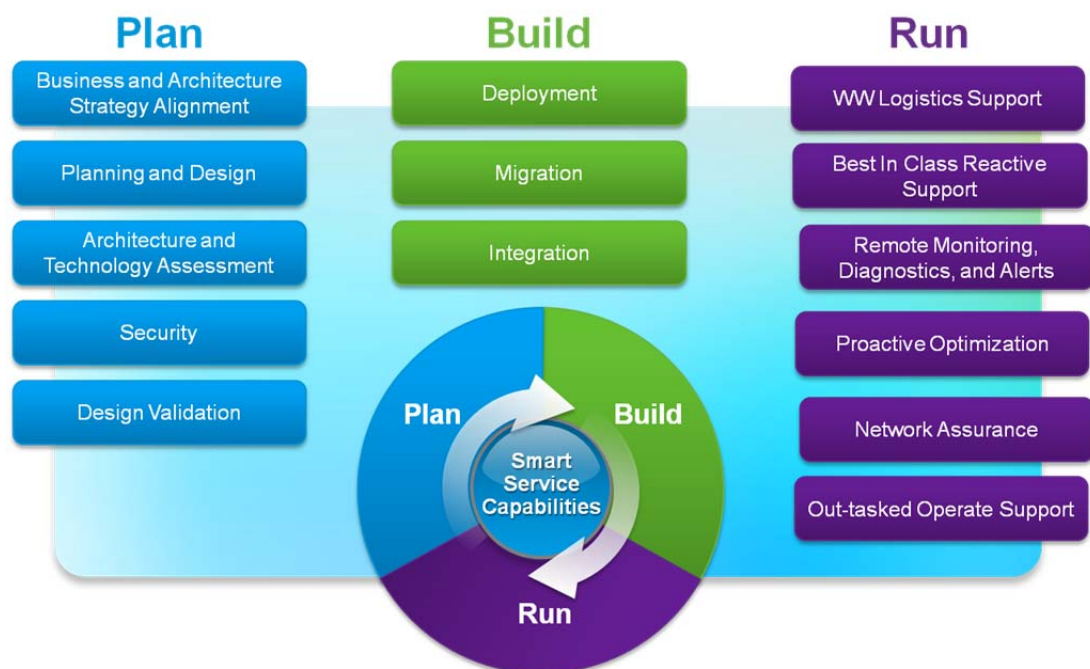 Plan
Business and Architecture
Strategy Alignment
Planning and Design
Architecture and
Technology Assessment
Security
Design Validation
Build
Deployment
Migration
Integration
Run
WW Logistics Support
Best In Class Reactive
Support
Remote Monitoring,
Diagnostics, and Alerts
Proactive Optimization
Network Assurance
Out-tasked Operate Support
Plan
Build
Smart
Service
Capabilities
Run